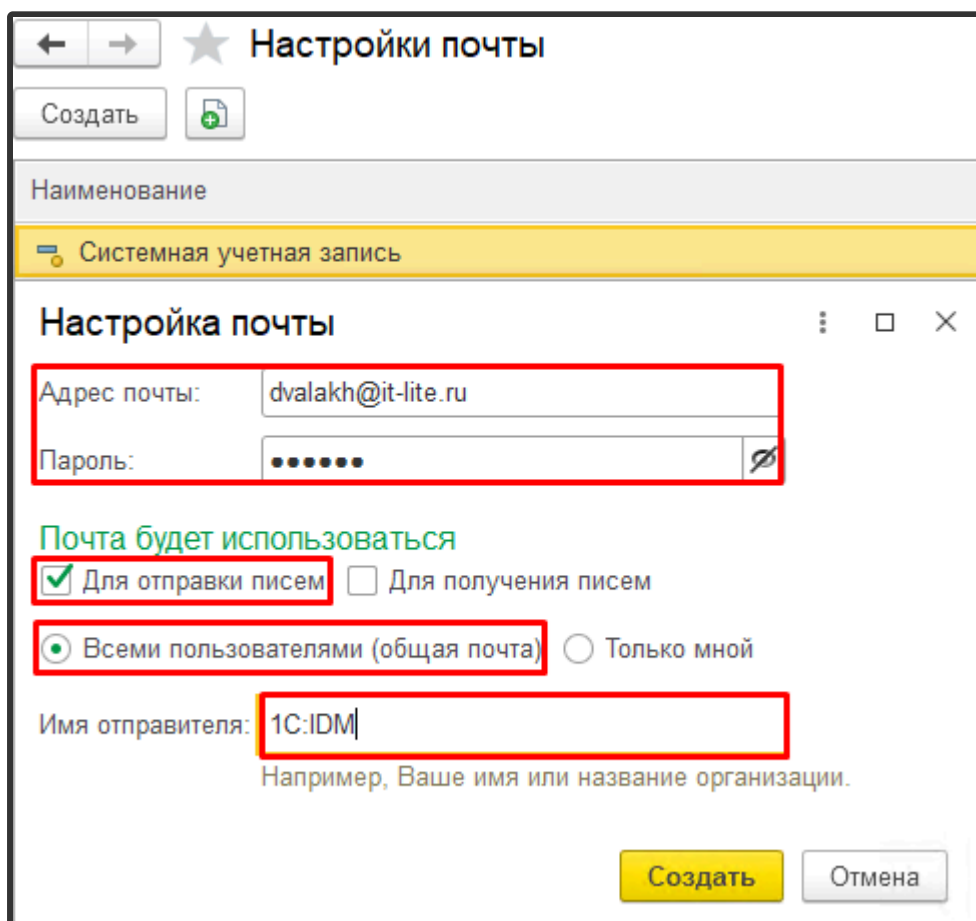 Настройки почты
Создать
Наименование
Системная учетная запись
Настройка почты
Адрес почты: dvalakh@it-lite.ru
Пароль: ••••••
Почта будет использоваться
Для отправки писем Для получения писем
Всеми пользователями (общая почта) Только мной
Имя отправителя: 1C:IDM
Например, Ваше имя или название организации.
Создать Отмена